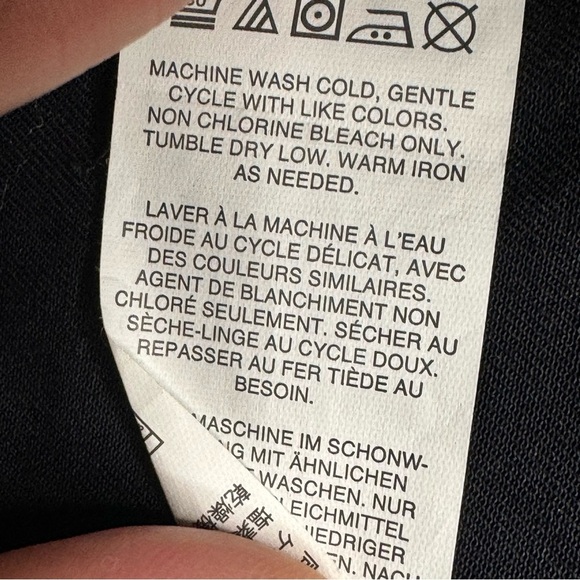 MACHINE WASH COLD, GENTLE
CYCLE WITH LIKE COLORS.
NON CHLORINE BLEACH ONLY.
TUMBLE DRY LOW. WARM IRON
AS NEEDED.
LAVER À LA MACHINE À L'EAU
FROIDE AU CYCLE DÉLICAT, AVEC
DES COULEURS SIMILAIRES.
AGENT DE BLANCHIMENT NON
CHLORÉ SEULEMENT. SÉCHER AU
SÈCHE-LINGE AU CYCLE DOUX.
REPASSER AU FER TIÈDE AU
BESOIN.
MASCHINE IM SCHONW-
MIT ÄHNLICHEN
WASCHEN. NUR
EICHMITTEL
IEDRIGER
N. NACH